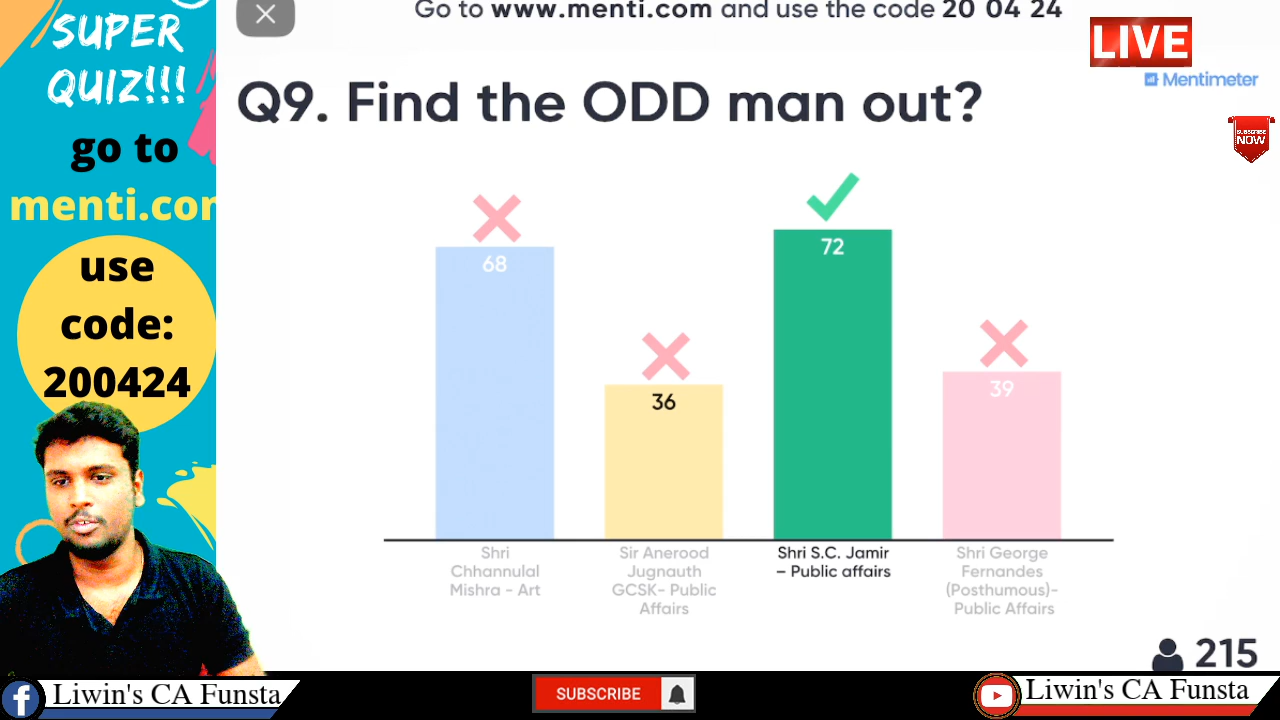 SUPER
QUIZ!!!
go to
menti.com
use
code:
200424
Go to www.menti.com and use the code 20 04 24
LIVE
Mentimeter
SUBSCRIBE
NOW
Q9. Find the ODD man out?
68
36
72
39
Shri
Chhannulal
Mishra - Art
Sir Anerood
Jugnauth
GCSK- Public
Affairs
Shri S.C. Jamir
– Public affairs
Shri George
Fernandes
(Posthumous)-
Public Affairs
215
Liwin's CA Funsta
SUBSCRIBE
Liwin's CA Funsta